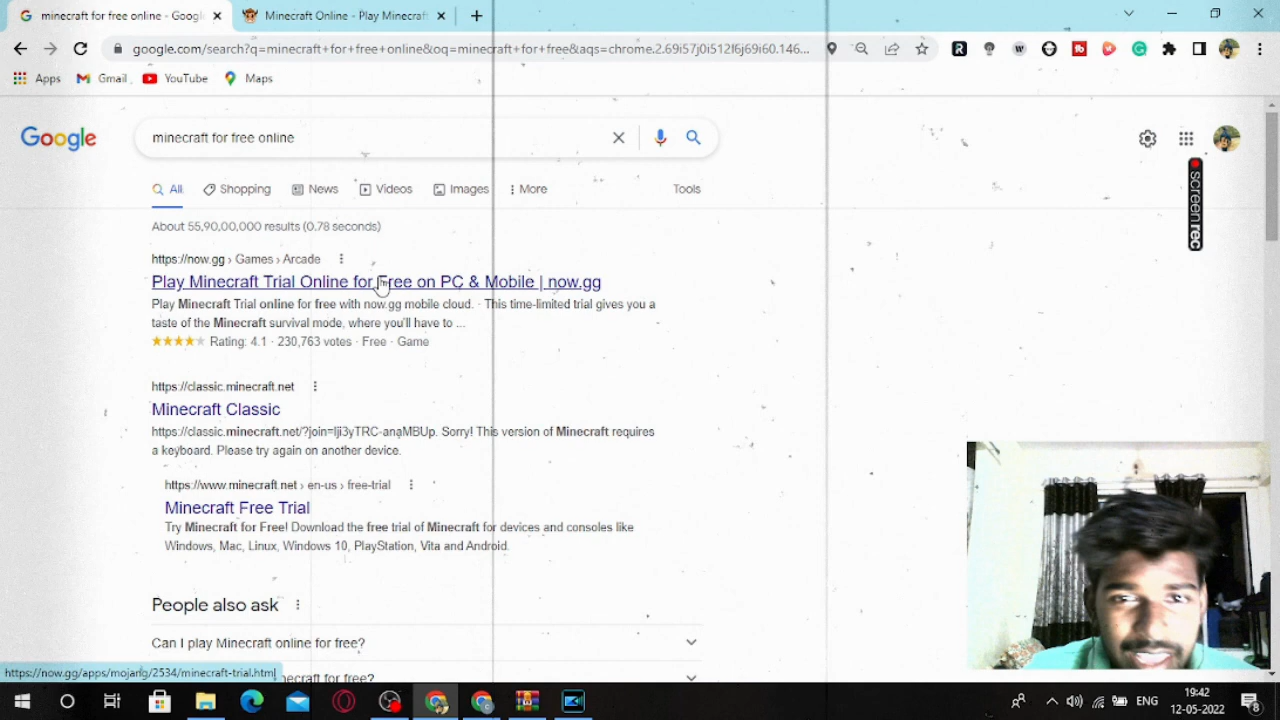 minecraft for free online - Googl
Minecraft Online - Play Minecraf
google.com/search?q=minecraft+for+free+online&oq=minecraft+for+free&aqs=chrome.2.69i57j0i512f6j69i60.146...
Apps
Gmail
YouTube
Maps
Google
minecraft for free online
All
Shopping
News
Videos
Images
More
Tools
About 55,90,00,000 results (0.78 seconds)
https://now.gg › Games › Arcade
Play Minecraft Trial Online for Free on PC & Mobile | now.gg
Play Minecraft Trial online for free with now.gg mobile cloud. · This time-limited trial gives you a
taste of the Minecraft survival mode, where you'll have to ...
Rating: 4.1 · 230,763 votes · Free · Game
https://classic.minecraft.net
Minecraft Classic
https://classic.minecraft.net/?join=Iji3yTRC-anaMBUp. Sorry! This version of Minecraft requires
a keyboard. Please try again on another device.
https://www.minecraft.net › en-us › free-trial
Minecraft Free Trial
Try Minecraft for Free! Download the free trial of Minecraft for devices and consoles like
Windows, Mac, Linux, Windows 10, PlayStation, Vita and Android.
People also ask
Can I play Minecraft online for free?
necraft for free?
https://now.gg/apps/mojang/2534/minecraft-trial.html
screenrec
ENG
19:42
12-05-2022
8